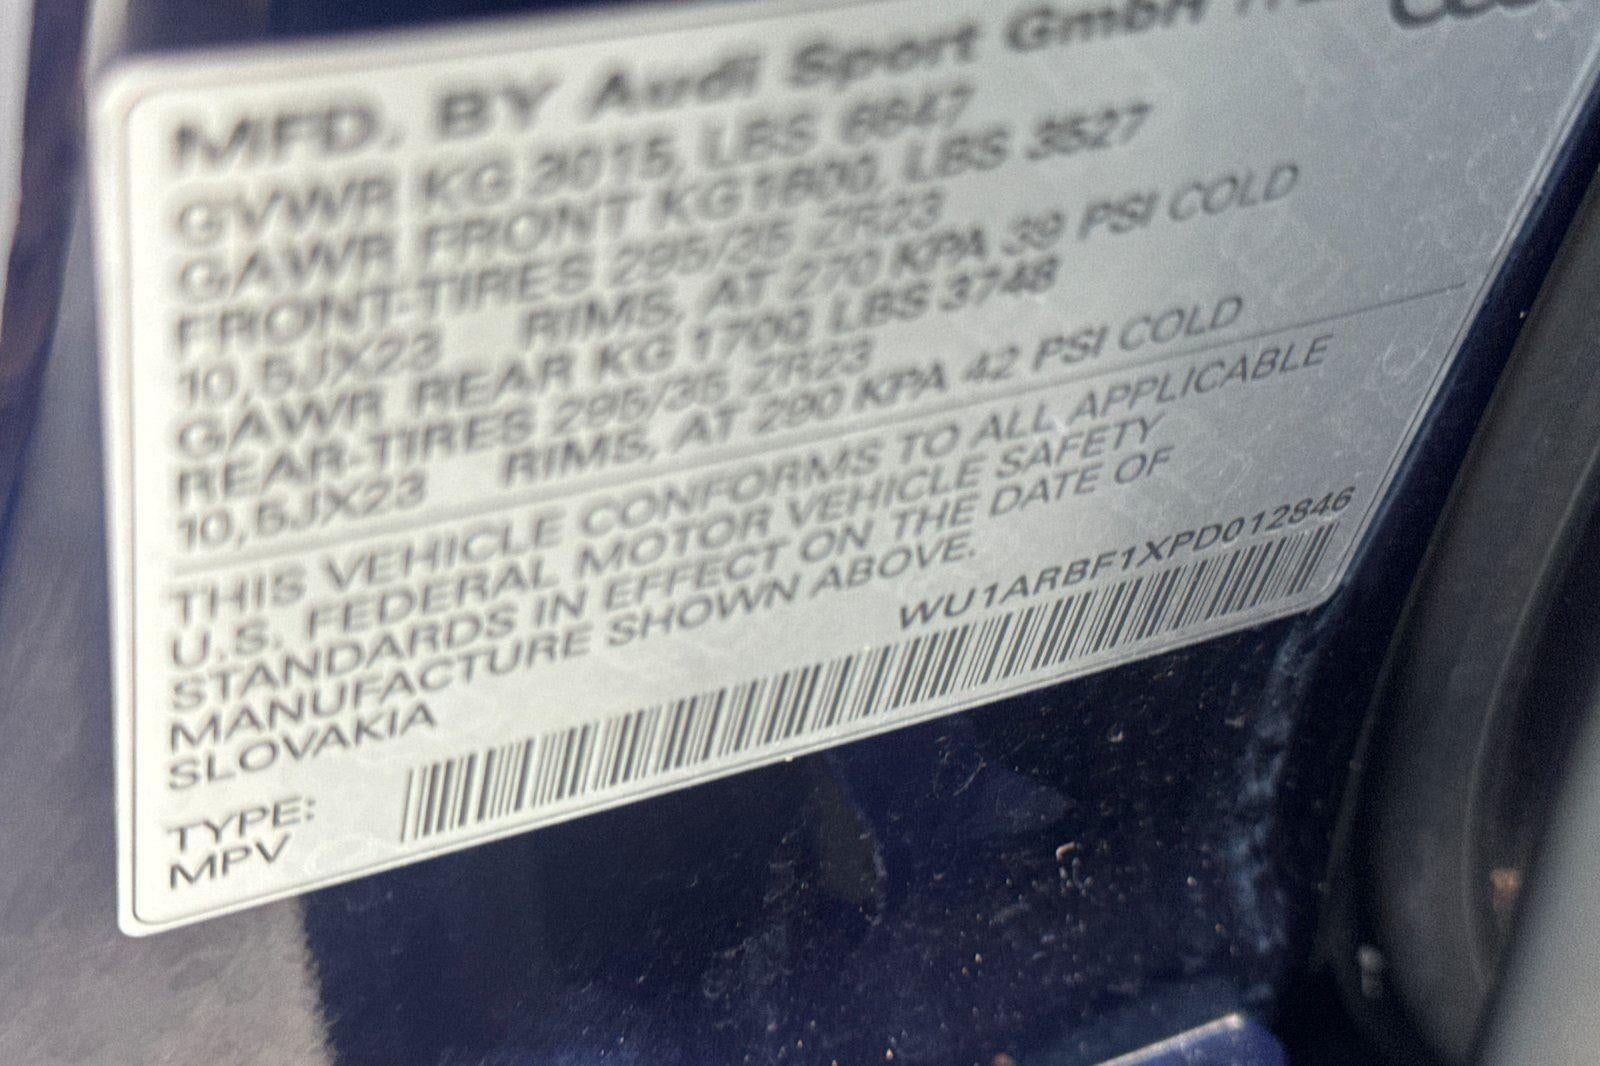 MFD. BY Audi Sport GmbH
GVWR KG 3015, LBS 6647
GAWR FRONT KG1600, LBS 3527
FRONT-TIRES 295/35 ZR23
10,5JX23 RIMS, AT 270 KPA 39 PSI COLD
GAWR REAR KG 1700 LBS 3748
REAR-TIRES 295/35 ZR23
10,5JX23 RIMS, AT 290 KPA 42 PSI COLD
THIS VEHICLE CONFORMS TO ALL APPLICABLE
U.S. FEDERAL MOTOR VEHICLE SAFETY
STANDARDS IN EFFECT ON THE DATE OF
MANUFACTURE SHOWN ABOVE.
SLOVAKIA
WU1ARBF1XPD012846
TYPE:
MPV